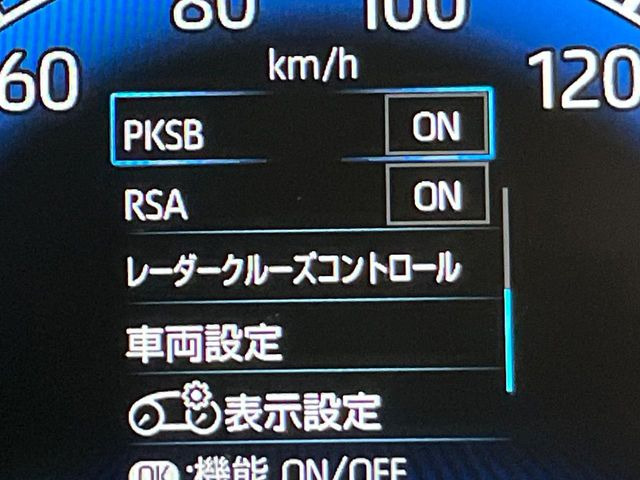 60 80 100 120
km/h
PKSB ON
RSA ON
レーダークルーズコントロール
車両設定
表示設定
OK :機能 ON/OFF